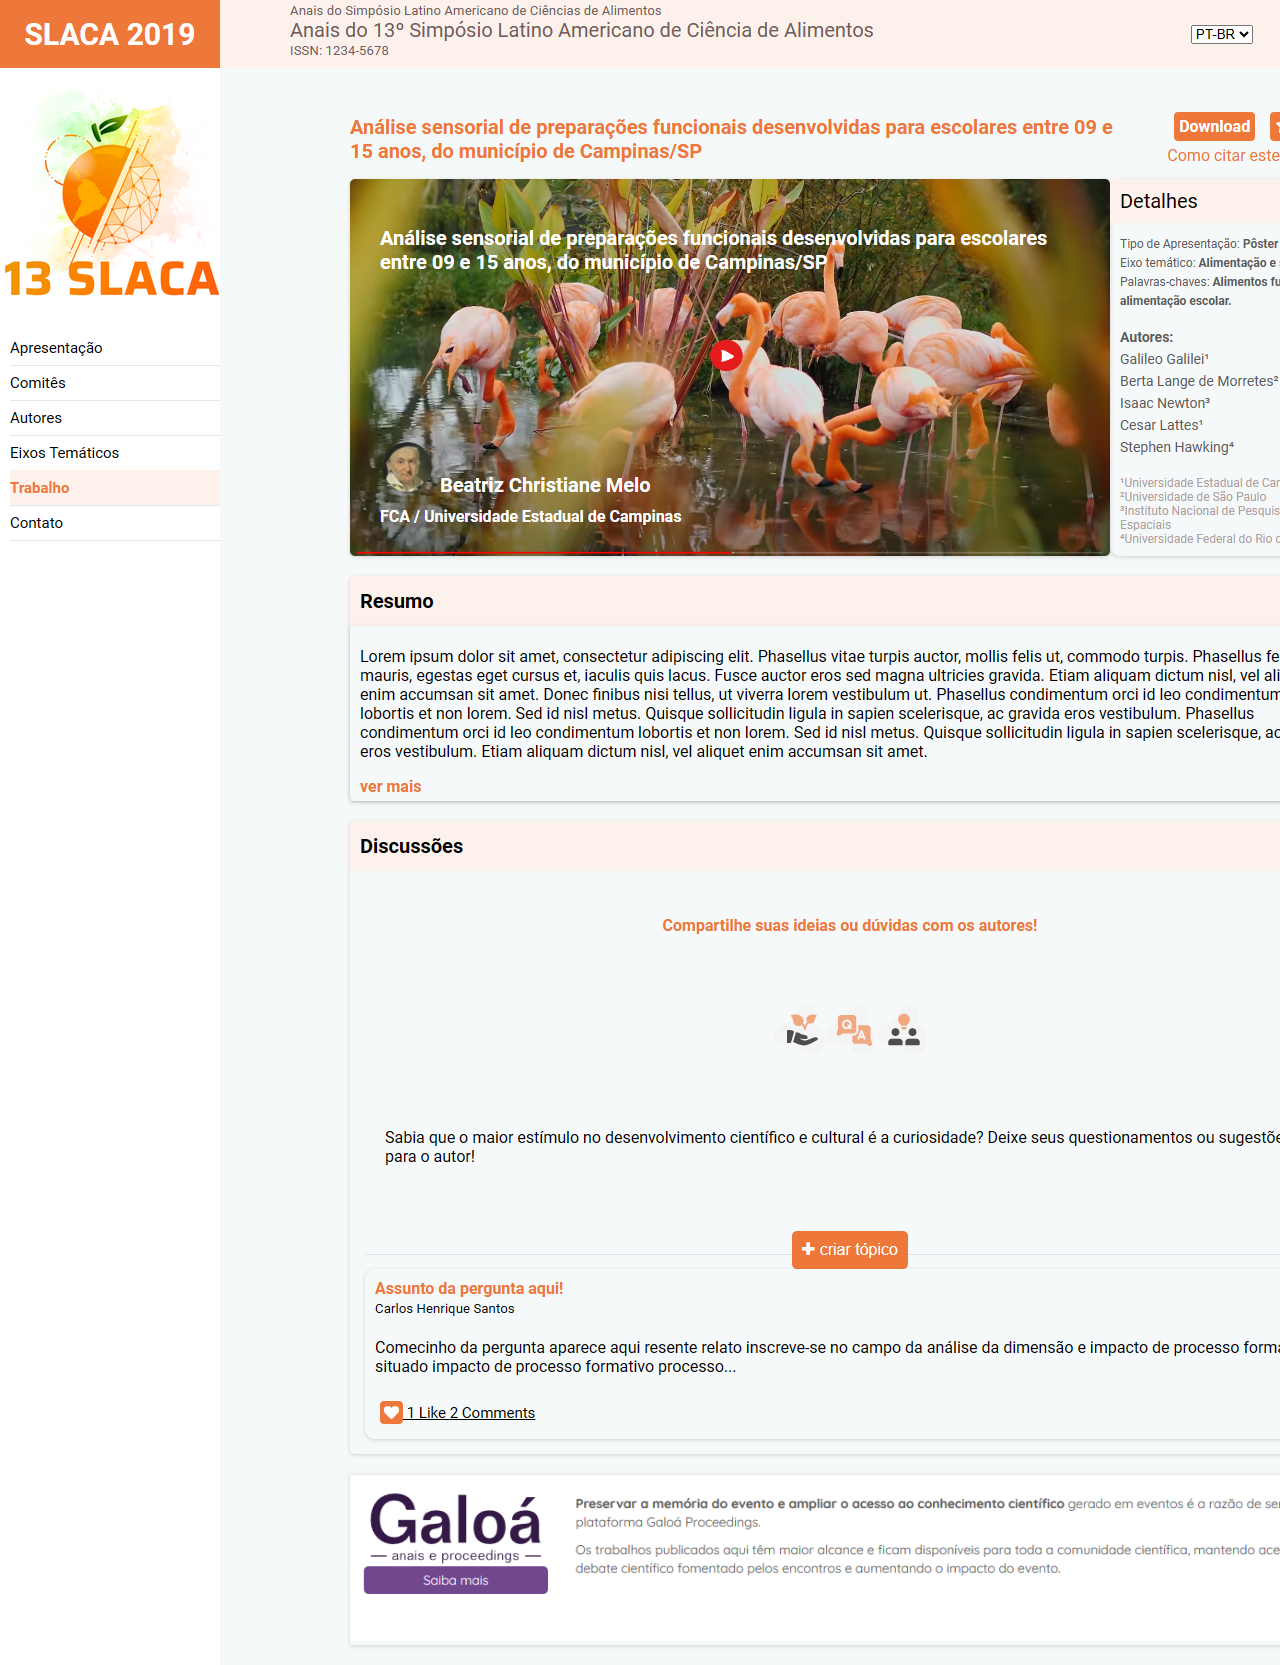 SLACA 2019
Anais do Simpósio Latino Americano de Ciências de Alimentos
Anais do 13º Simpósio Latino Americano de Ciência de Alimentos
ISSN: 1234-5678
PT-BR
13 SLACA
Apresentação
Comitês
Autores
Eixos Temáticos
Trabalho
Contato
Análise sensorial de preparações funcionais desenvolvidas para escolares entre 09 e
15 anos, do município de Campinas/SP
Download
Como citar este
Análise sensorial de preparações funcionais desenvolvidas para escolares
entre 09 e 15 anos, do município de Campinas/SP
Beatriz Christiane Melo
FCA / Universidade Estadual de Campinas
Detalhes
Tipo de Apresentação: Pôster
Eixo temático: Alimentação e
Palavras-chaves: Alimentos
alimentação escolar.
Autores:
Galileo Galilei¹
Berta Lange de Morretes²
Isaac Newton³
Cesar Lattes¹
Stephen Hawking⁴
¹Universidade Estadual de
²Universidade de São Paulo
³Instituto Nacional de
Espaciais
⁴Universidade Federal do Rio
Resumo
Lorem ipsum dolor sit amet, consectetur adipiscing elit. Phasellus vitae turpis auctor, mollis felis ut, commodo turpis. Phasellus
mauris, egestas eget cursus et, iaculis quis lacus. Fusce auctor eros sed magna ultricies gravida. Etiam aliquam dictum nisl, vel
enim accumsan sit amet. Donec finibus nisi tellus, ut viverra lorem vestibulum ut. Phasellus condimentum orci id leo condimentum
lobortis et non lorem. Sed id nisl metus. Quisque sollicitudin ligula in sapien scelerisque, ac gravida eros vestibulum. Phasellus
condimentum orci id leo condimentum lobortis et non lorem. Sed id nisl metus. Quisque sollicitudin ligula in sapien scelerisque, ac
eros vestibulum. Etiam aliquam dictum nisl, vel aliquet enim accumsan sit amet.
ver mais
Discussões
Compartilhe suas ideias ou dúvidas com os autores!
Q
A
Sabia que o maior estímulo no desenvolvimento científico e cultural é a curiosidade? Deixe seus questionamentos ou
para o autor!
criar tópico
Assunto da pergunta aqui!
Carlos Henrique Santos
Comecinho da pergunta aparece aqui resente relato inscreve-se no campo da análise da dimensão e impacto de processo
situado impacto de processo formativo processo...
1 Like 2 Comments
Galoá
anais e proceedings
Saiba mais
Preservar a memória do evento e ampliar o acesso ao conhecimento científico gerado em eventos é a razão de
plataforma Galoá Proceedings.
Os trabalhos publicados aqui têm maior alcance e ficam disponíveis para toda a comunidade científica, mantendo
debate científico fomentado pelos encontros e aumentando o impacto do evento.